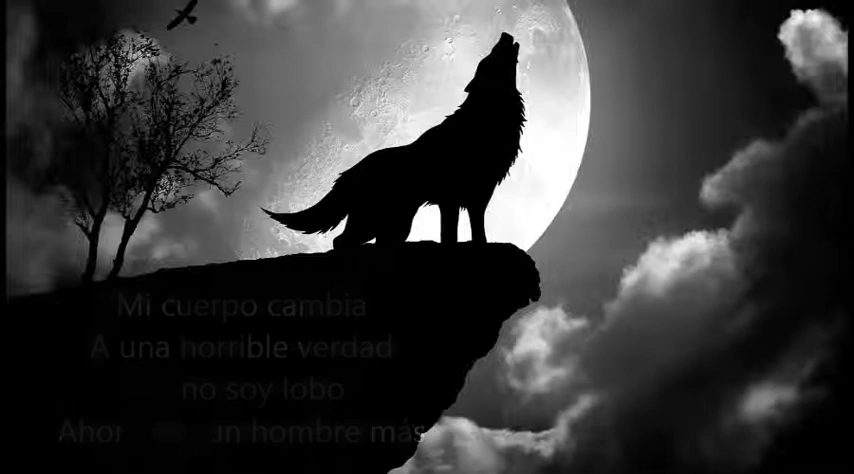 Mi cuerpo cambia
A una horrible verdad
no soy lobo
un hombre más